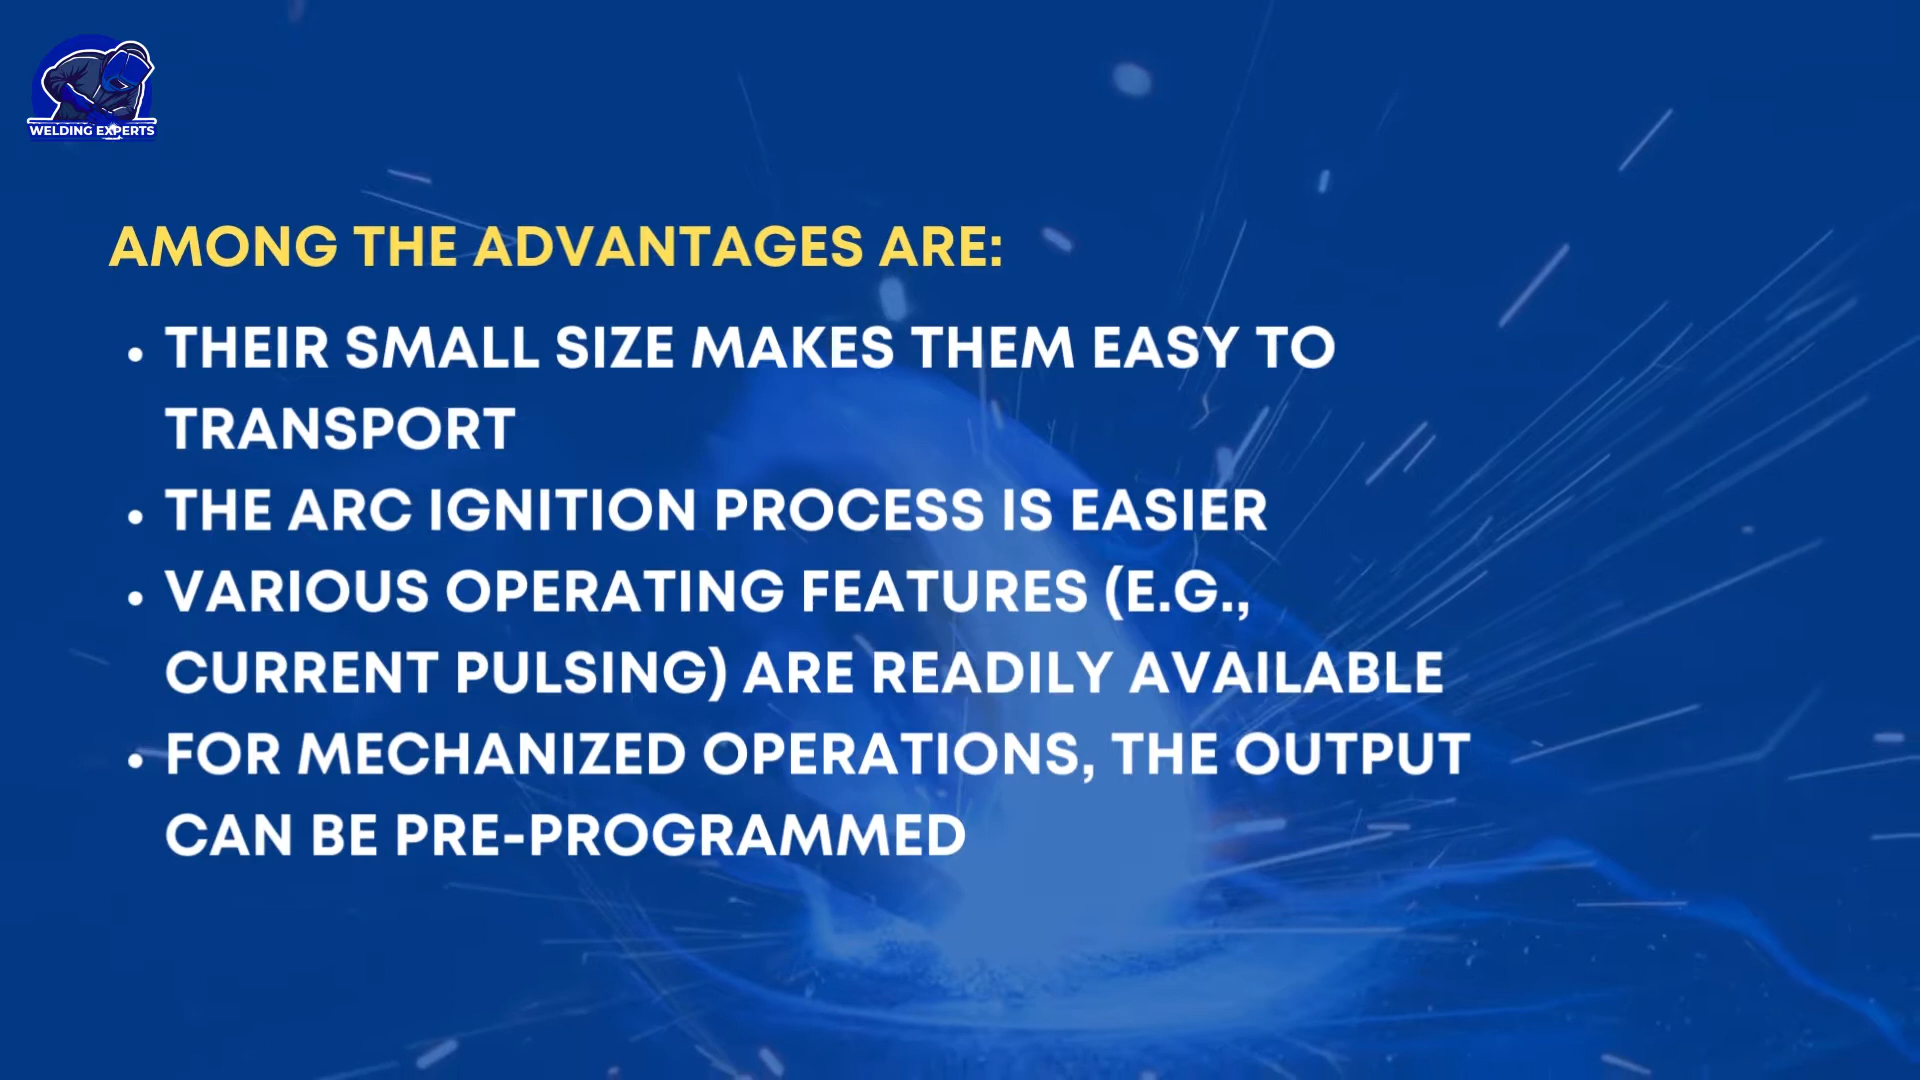 WELDING EXPERTS
AMONG THE ADVANTAGES ARE:
• THEIR SMALL SIZE MAKES THEM EASY TO
TRANSPORT
• THE ARC IGNITION PROCESS IS EASIER
• VARIOUS OPERATING FEATURES (E.G.,
CURRENT PULSING) ARE READILY AVAILABLE
• FOR MECHANIZED OPERATIONS, THE OUTPUT
CAN BE PRE-PROGRAMMED